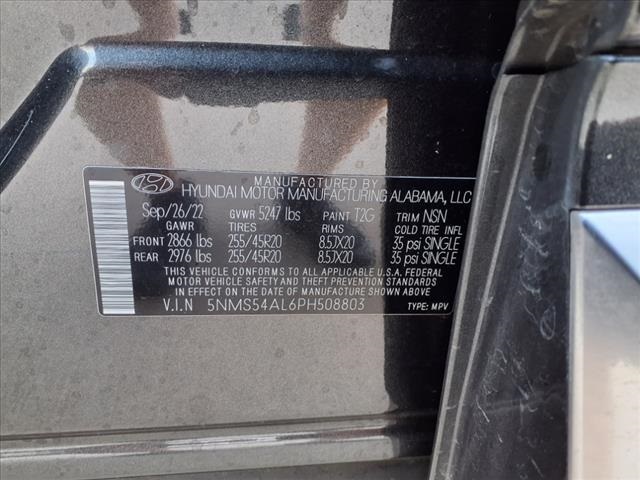 MANUFACTURED BY
HYUNDAI MOTOR MANUFACTURING ALABAMA, LLC
Sep/26/22 GVWR 5247 lbs PAINT T2G TRIM NSN
GAWR TIRES RIMS COLD TIRE INFL
FRONT 2866 lbs 255/45R20 8.5JX20 35 psi SINGLE
REAR 2976 lbs 255/45R20 8.5JX20 35 psi SINGLE
THIS VEHICLE CONFORMS TO ALL APPLICABLE U.S.A. FEDERAL
MOTOR VEHICLE SAFETY AND THEFT PREVENTION
STANDARDS IN EFFECT ON THE DATE OF MANUFACTURE SHOWN ABOVE
V.I.N 5NMS54AL6PH508803 TYPE: MPV